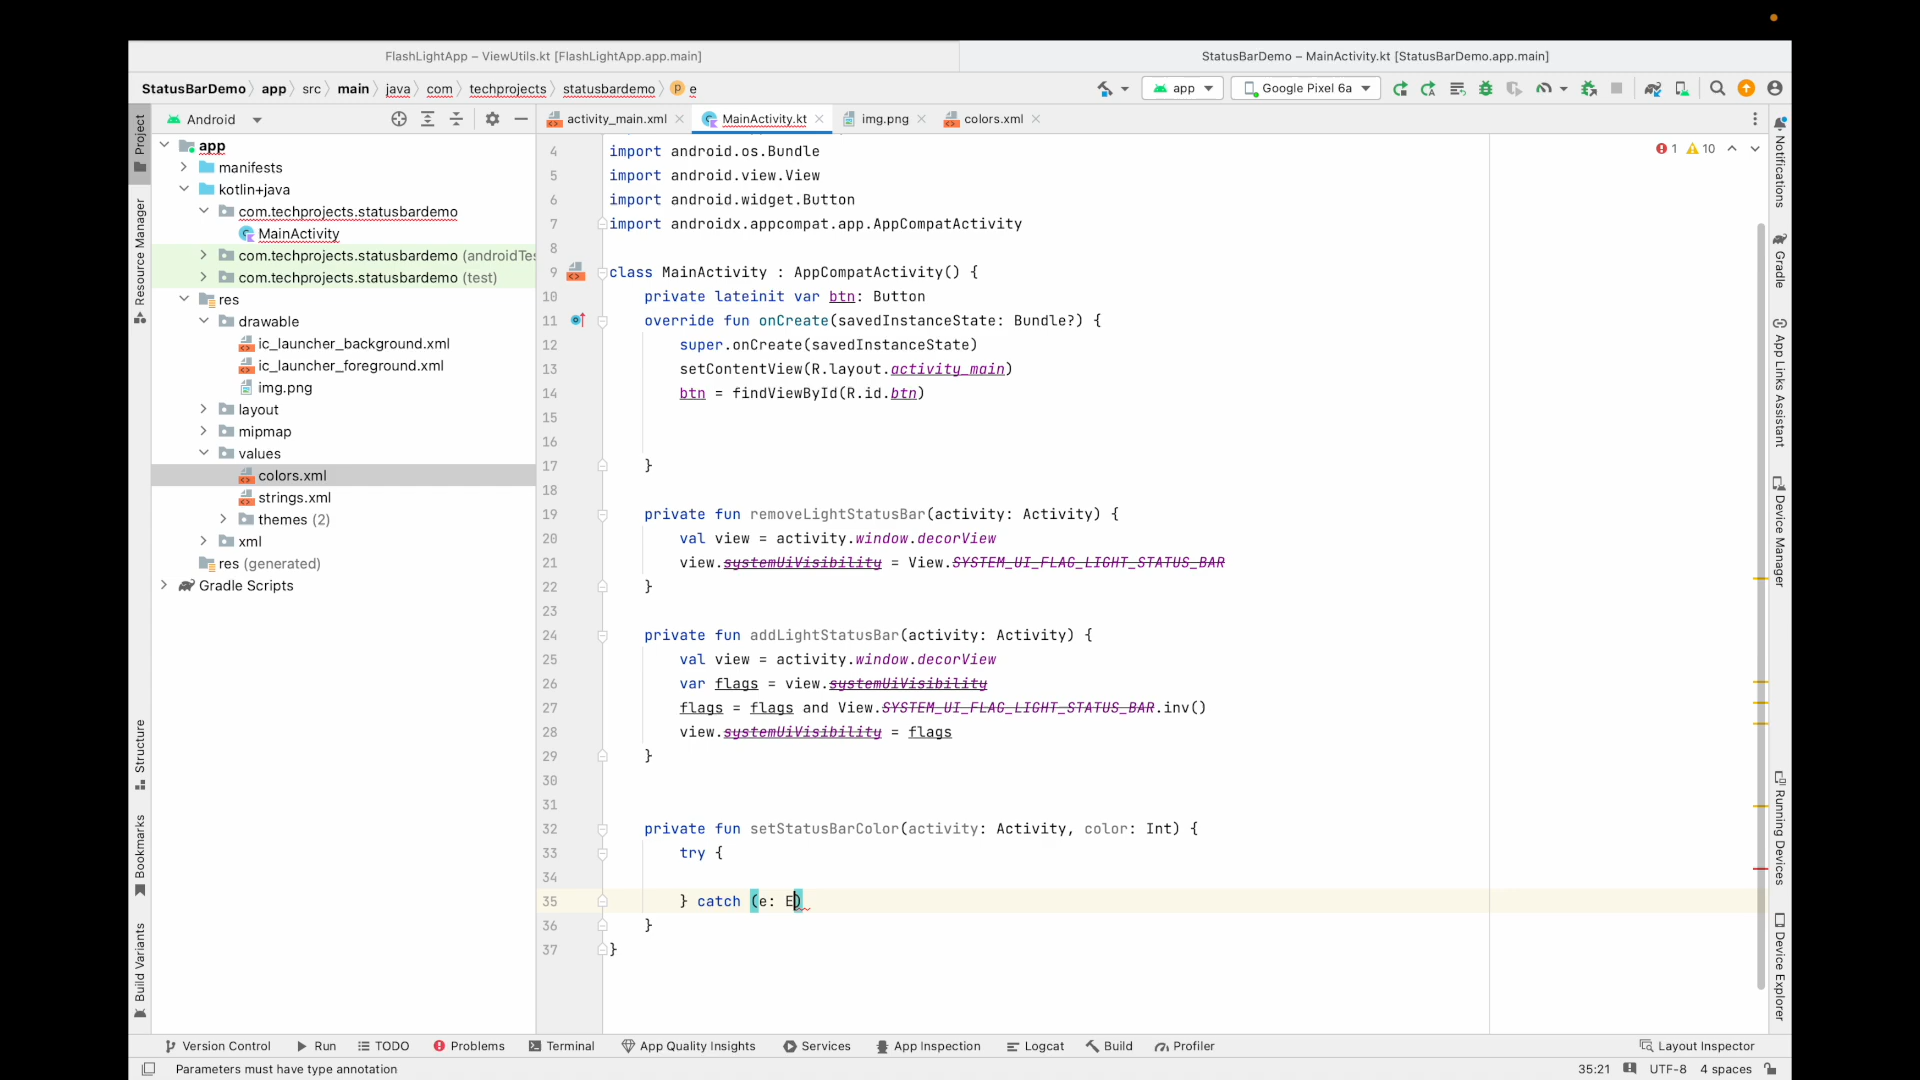 FlashLightApp – ViewUtils.kt [FlashLightApp.app.main]
StatusBarDemo – MainActivity.kt [StatusBarDemo.app.main]
StatusBarDemo app src main java com techprojects statusbardemo p e
app Google Pixel 6a
Project
Android
activity_main.xml MainActivity.kt img.png colors.xml
Notifications
1 10
app
manifests
kotlin+java
com.techprojects.statusbardemo
MainActivity
com.techprojects.statusbardemo (androidTes
com.techprojects.statusbardemo (test)
res
drawable
ic_launcher_background.xml
ic_launcher_foreground.xml
img.png
layout
mipmap
values
colors.xml
strings.xml
themes (2)
xml
res (generated)
Gradle Scripts
Resource Manager
Structure
Bookmarks
Build Variants
4 import android.os.Bundle
5 import android.view.View
6 import android.widget.Button
7 import androidx.appcompat.app.AppCompatActivity
8
9 class MainActivity : AppCompatActivity() {
10 private lateinit var btn: Button
11 override fun onCreate(savedInstanceState: Bundle?) {
12 super.onCreate(savedInstanceState)
13 setContentView(R.layout.activity_main)
14 btn = findViewById(R.id.btn)
15
16
17 }
18
19 private fun removeLightStatusBar(activity: Activity) {
20 val view = activity.window.decorView
21 view.systemUiVisibility = View.SYSTEM_UI_FLAG_LIGHT_STATUS_BAR
22 }
23
24 private fun addLightStatusBar(activity: Activity) {
25 val view = activity.window.decorView
26 var flags = view.systemUiVisibility
27 flags = flags and View.SYSTEM_UI_FLAG_LIGHT_STATUS_BAR.inv()
28 view.systemUiVisibility = flags
29 }
30
31
32 private fun setStatusBarColor(activity: Activity, color: Int) {
33 try {
34
35 } catch (e: E)
36 }
37 }
Gradle
App Links Assistant
Device Manager
Running Devices
Device Explorer
Version Control Run TODO Problems Terminal App Quality Insights Services App Inspection Logcat Build Profiler Layout Inspector
Parameters must have type annotation 35:21 UTF-8 4 spaces